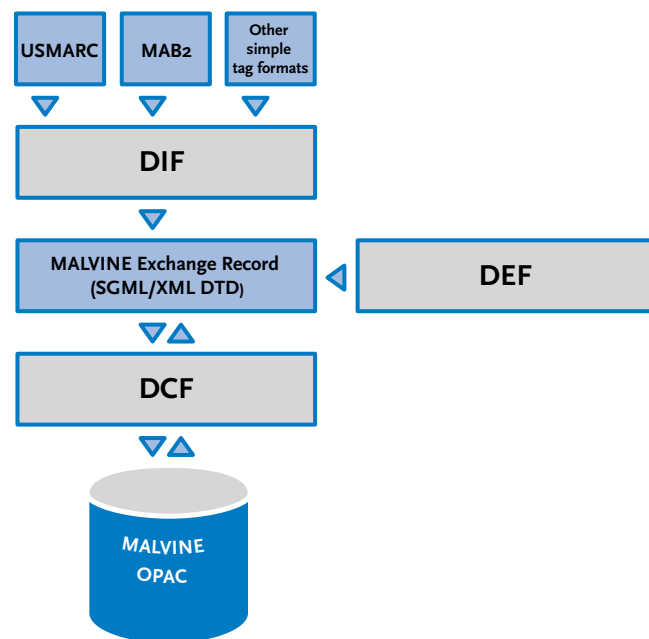 USMARC
MAB2
Other
simple
tag formats
DIF
MALVINE Exchange Record
(SGML/XML DTD)
DEF
DCF
MALVINE
OPAC